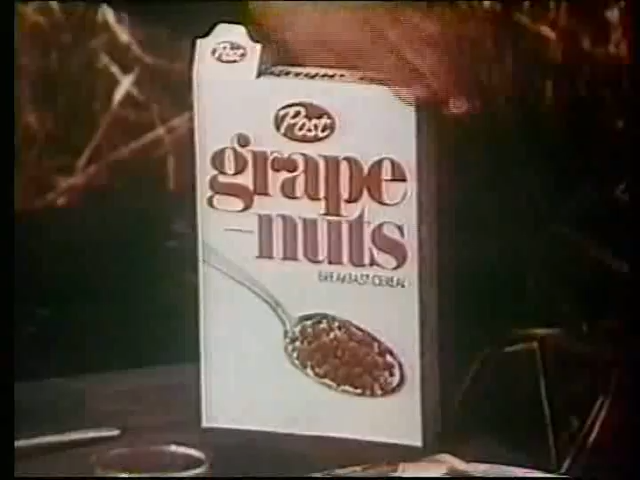 Post
Post
grape
-nuts
BREAKFAST CEREAL